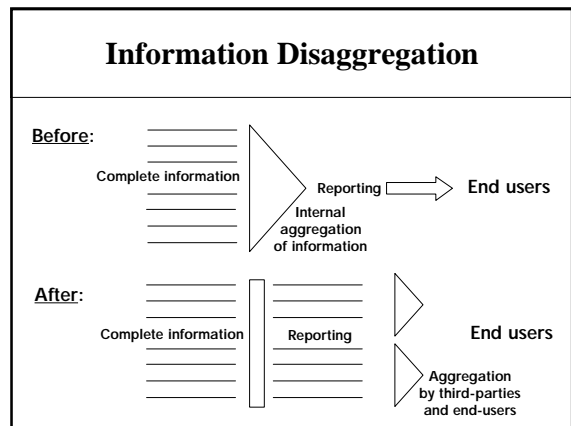 Information Disaggregation
Before:
Complete information
Reporting
End users
Internal
aggregation
of information
After:
Complete information
Reporting
End users
Aggregation
by third-parties
and end-users